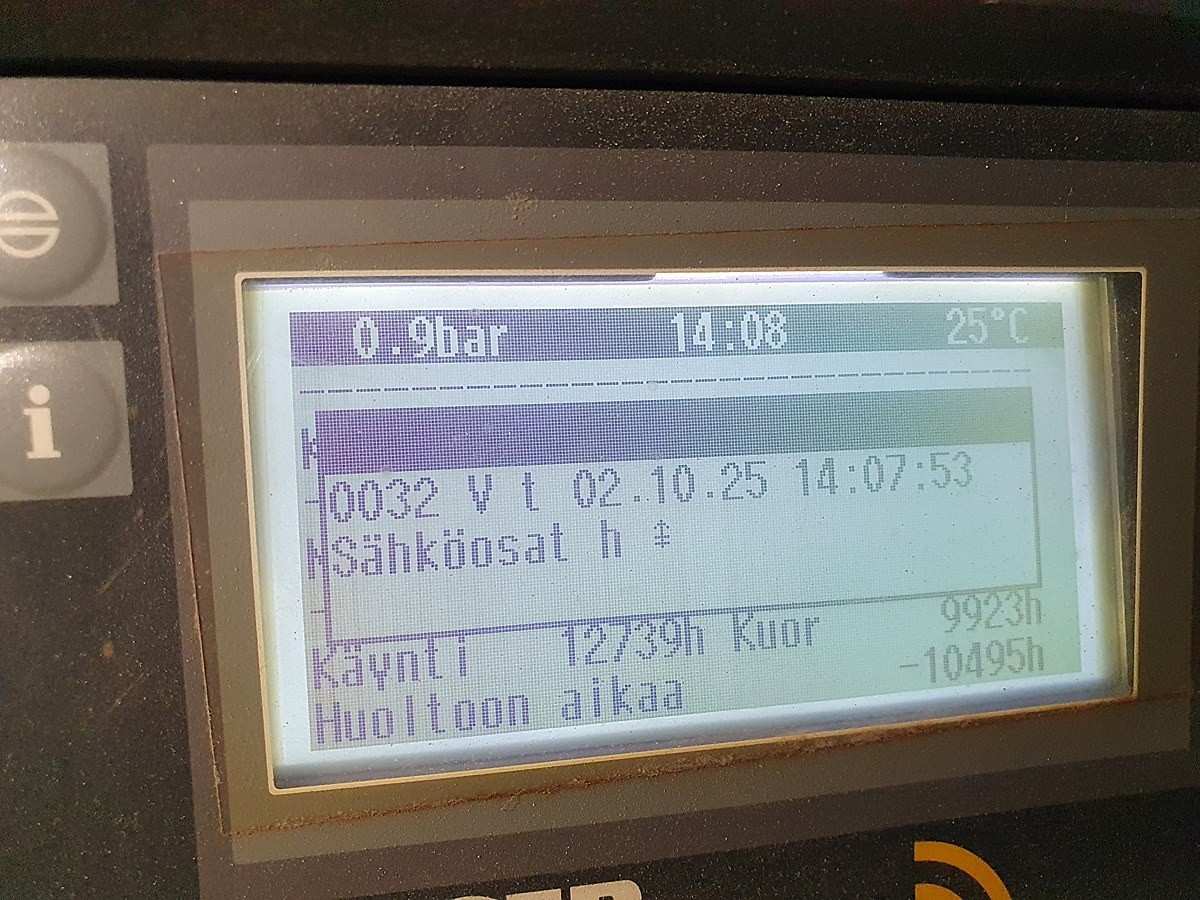 0.9bar 14:08 25°C
0032 V t 02.10.25 14:07:53
Sähköosat h ‡
Käynti 12739h Kuor 9923h
Huoltoon aikaa -10495h
i